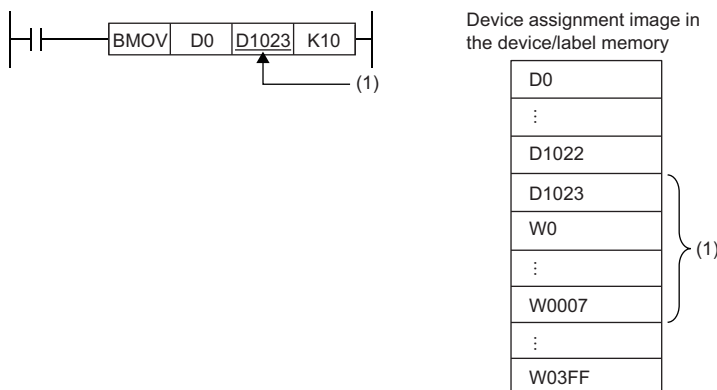 BMOV D0 D1023 K10
(1)
Device assignment image in
the device/label memory
D0
⋮
D1022
D1023
W0
⋮
W0007
(1)
⋮
W03FF